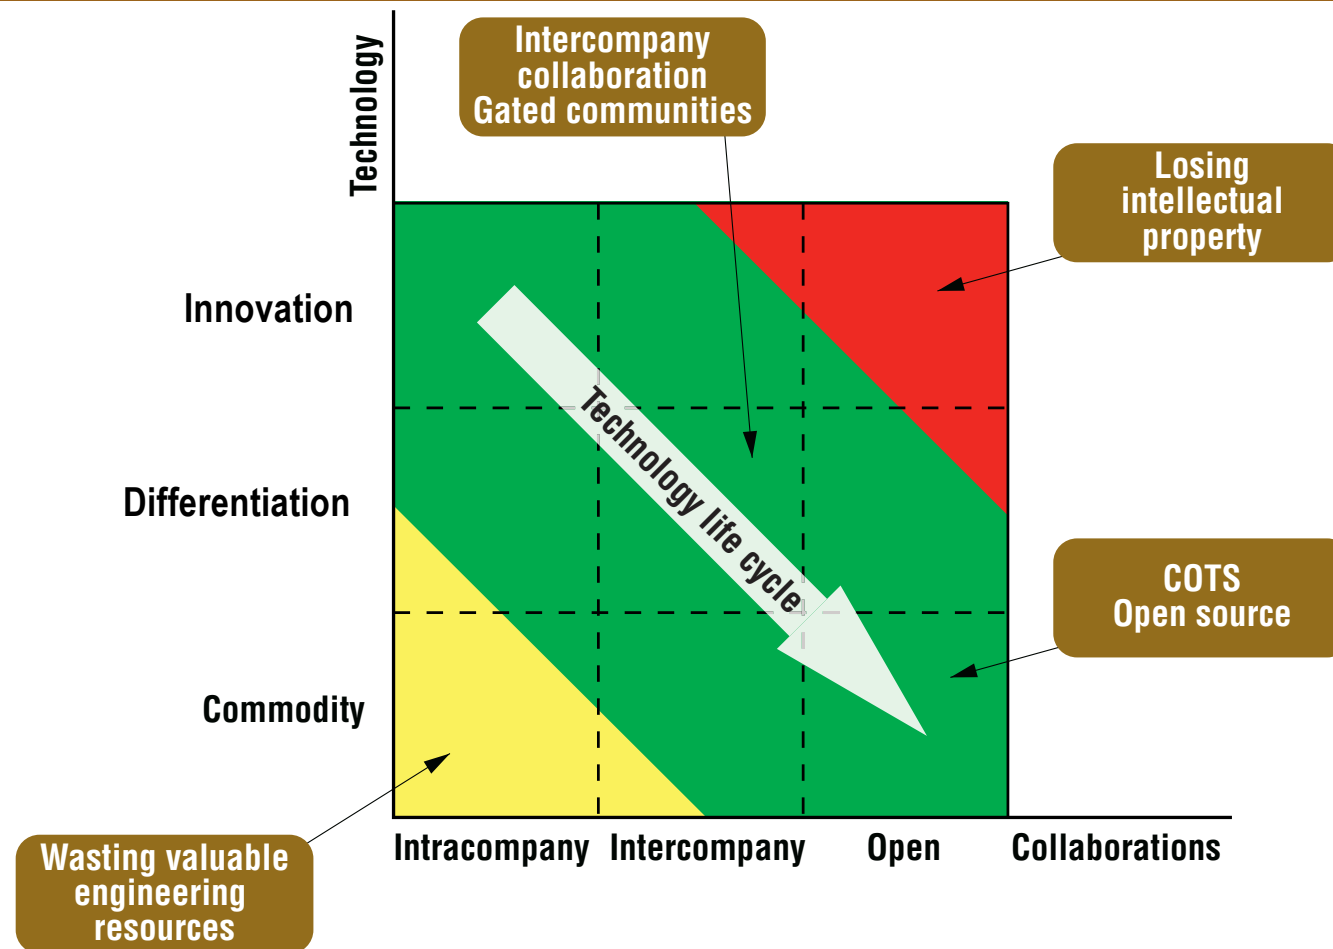 Technology
Intercompany
collaboration
Gated communities
Losing
intellectual
property
Innovation
Technology life cycle
Differentiation
COTS
Open source
Commodity
Wasting valuable
engineering
resources
Intracompany
Intercompany
Open
Collaborations